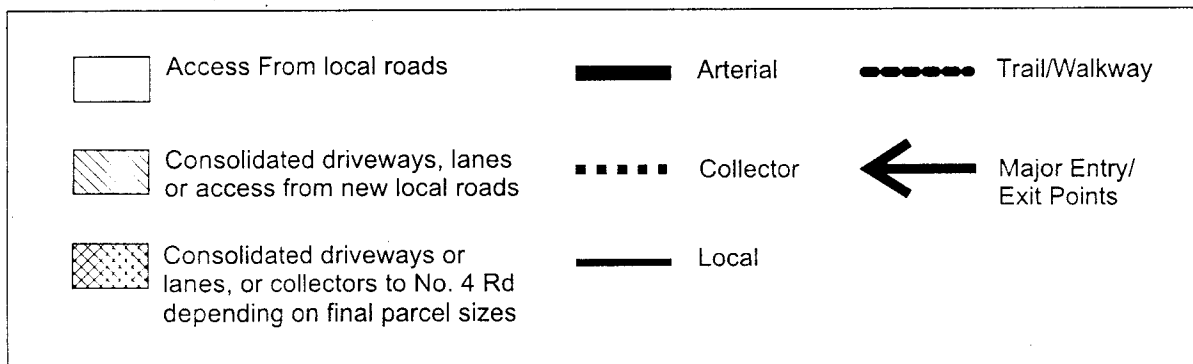 Access From local roads
Consolidated driveways, lanes
or access from new local roads
Consolidated driveways or
lanes, or collectors to No. 4 Rd
depending on final parcel sizes
Arterial
Collector
Local
Trail/Walkway
Major Entry/
Exit Points